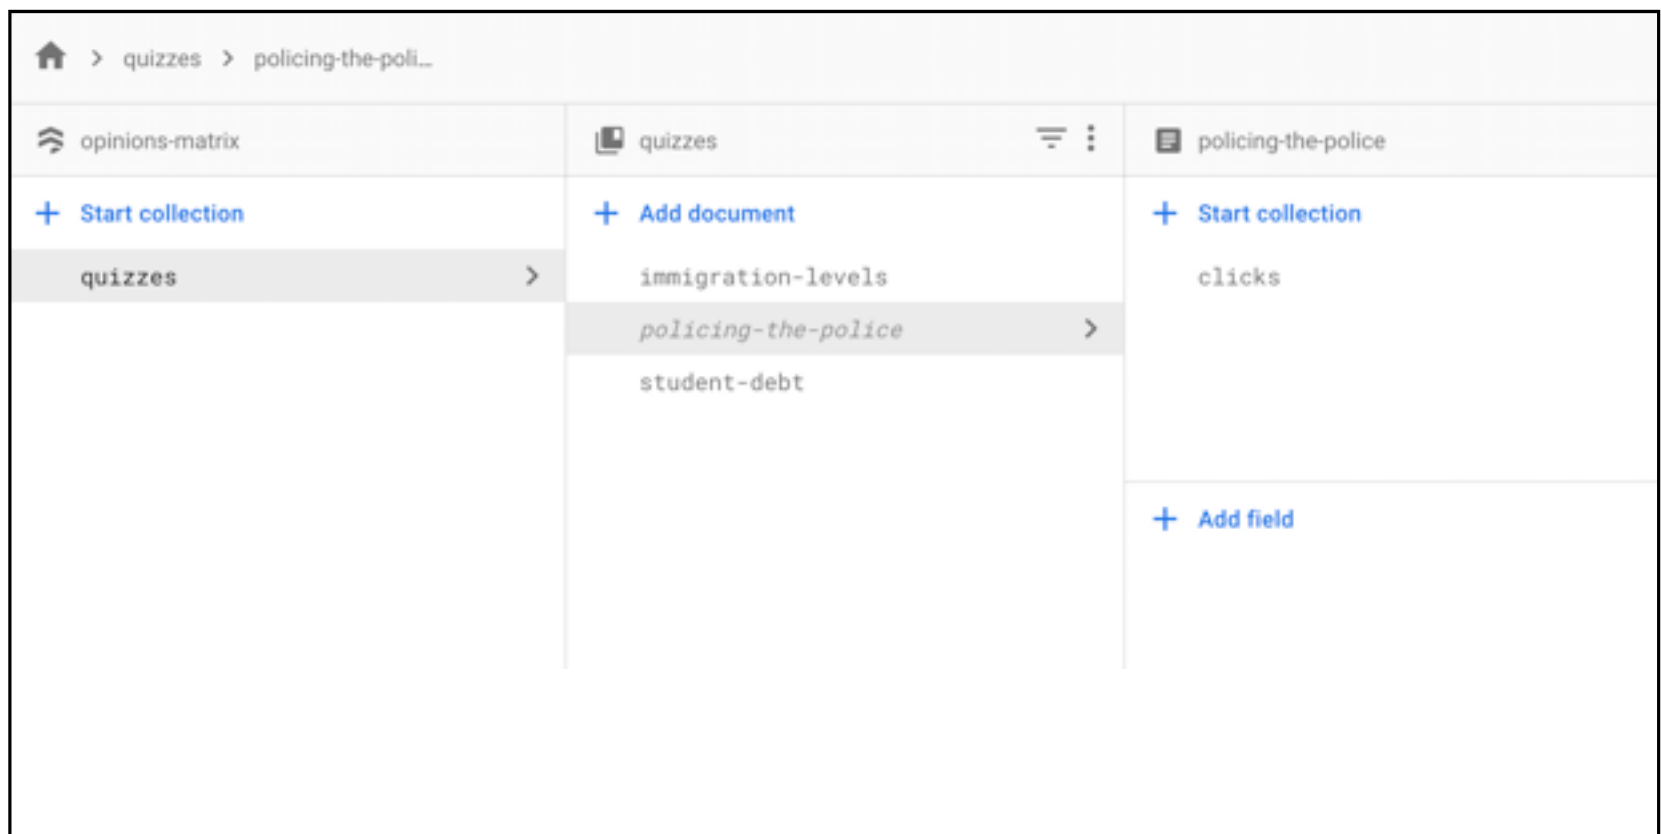 quizzes > policing-the-poli...
opinions-matrix
+ Start collection
quizzes
quizzes
+ Add document
immigration-levels
policing-the-police
student-debt
policing-the-police
+ Start collection
clicks
+ Add field